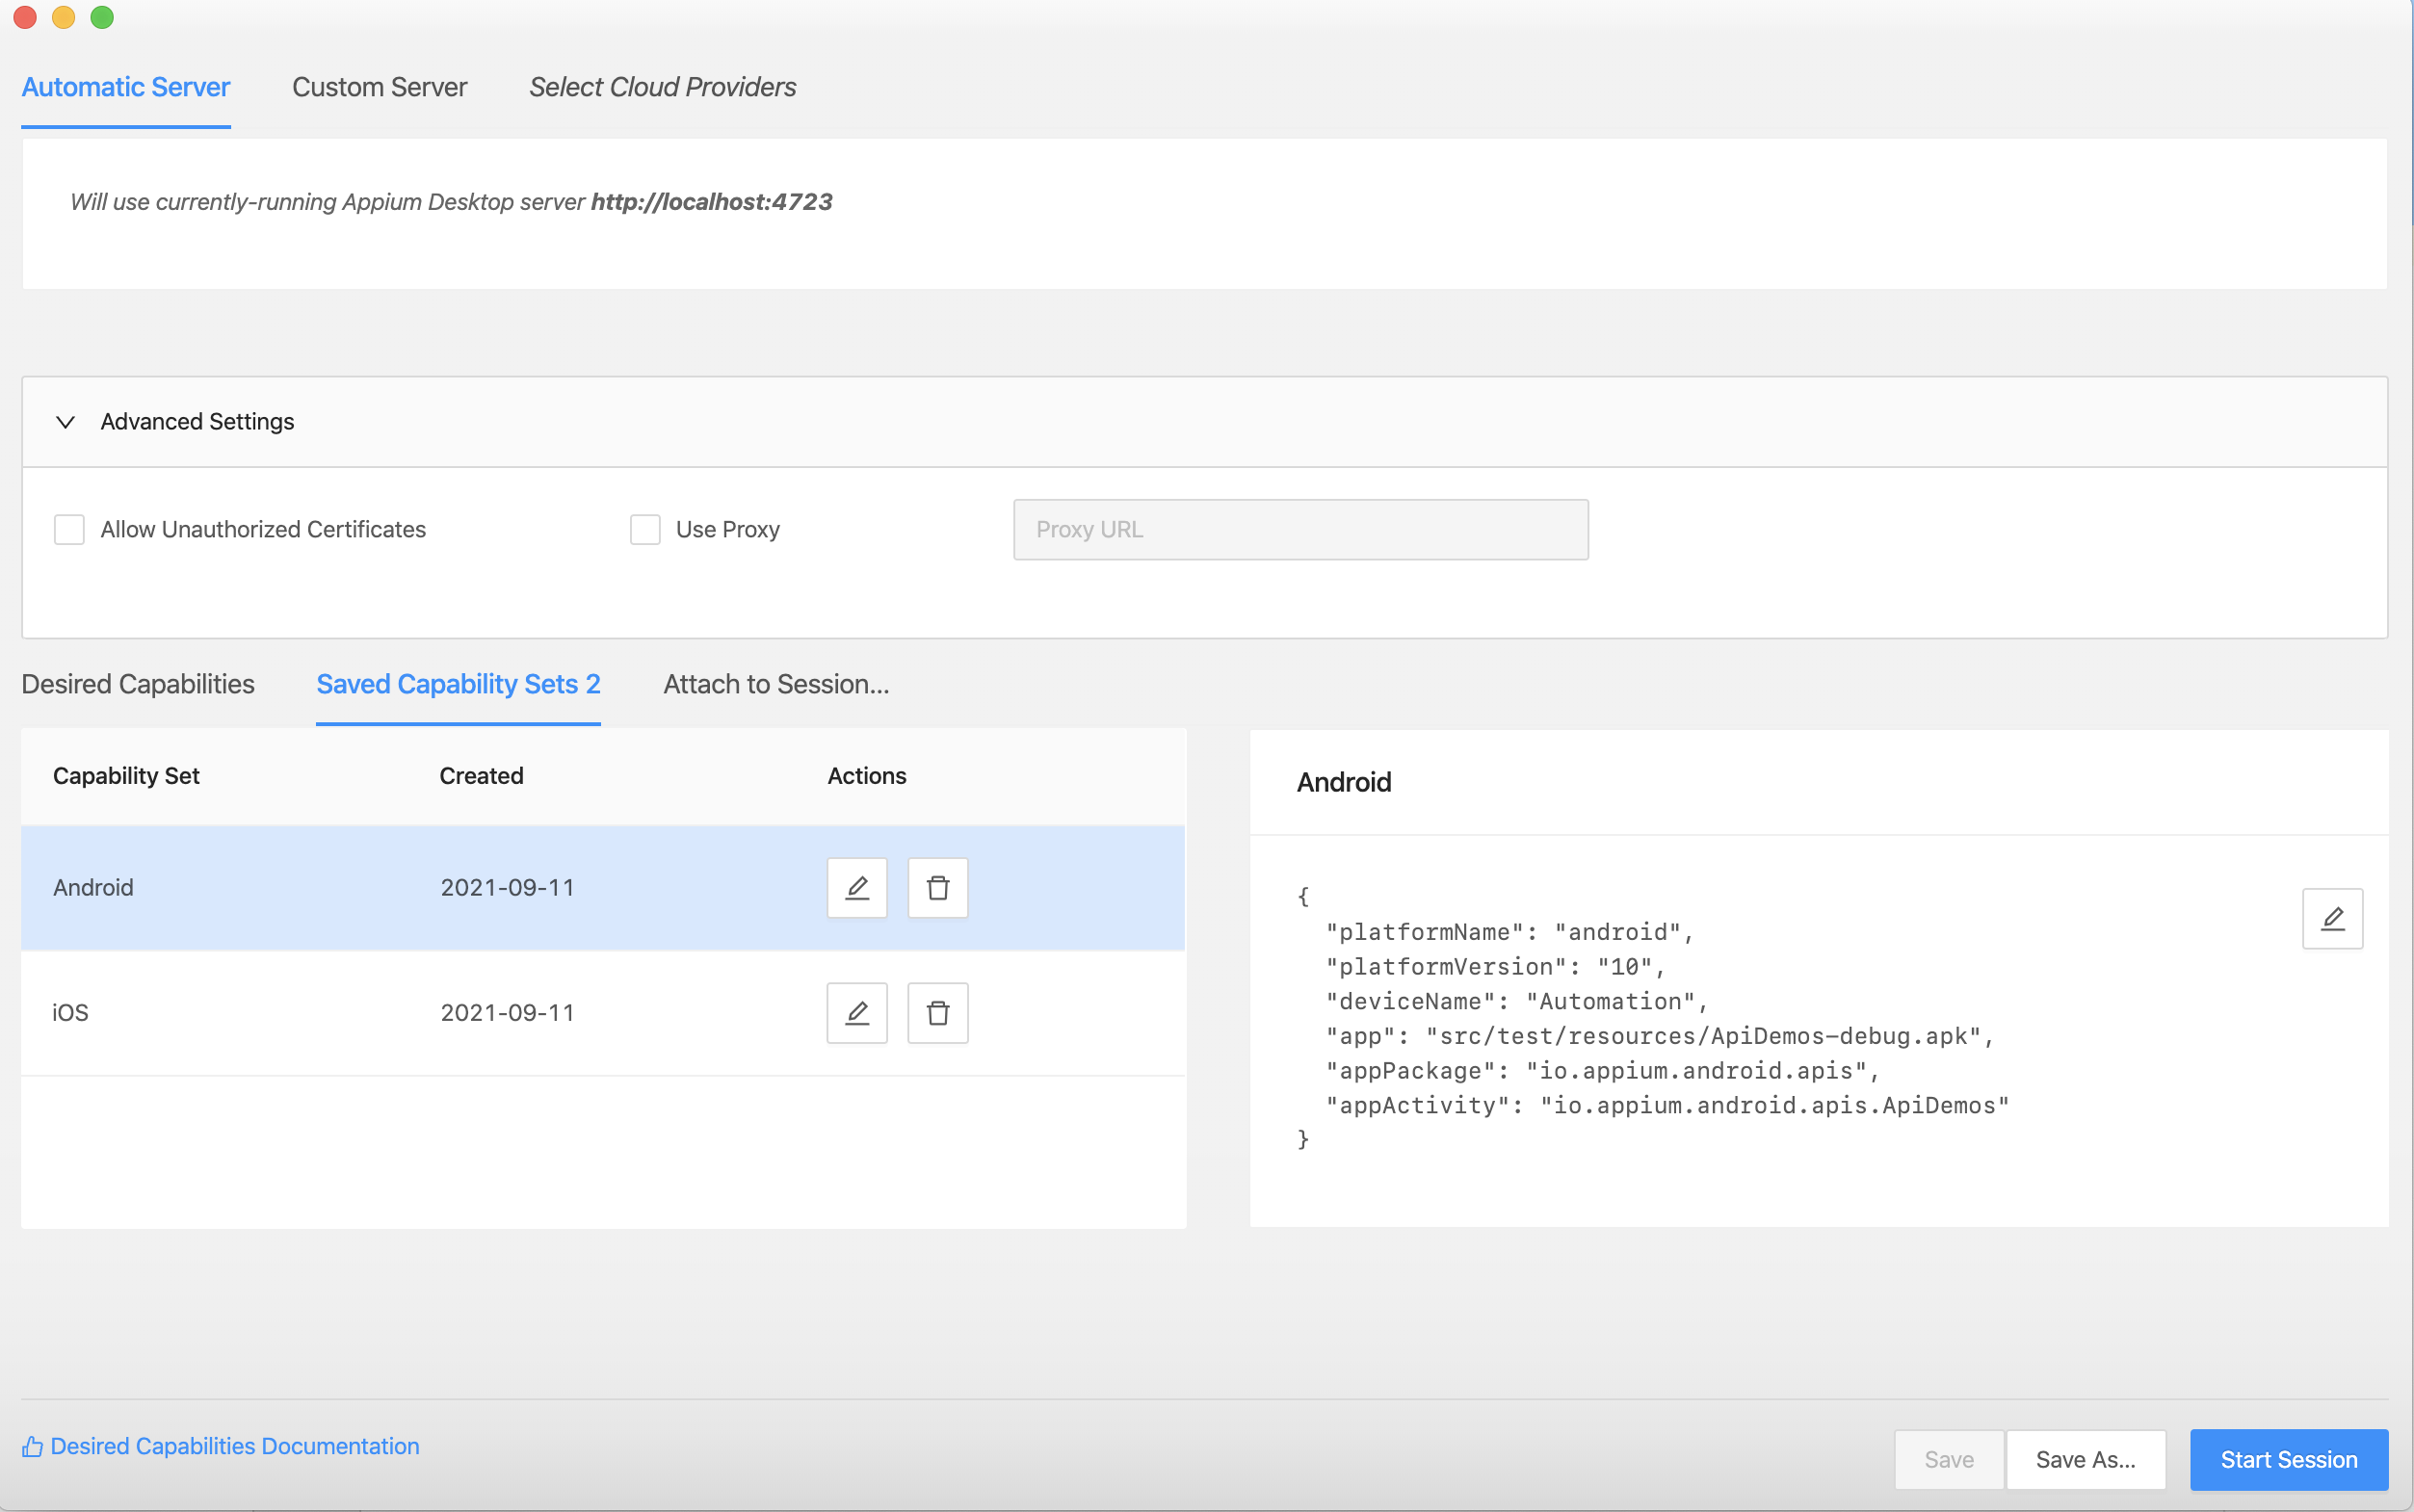 Automatic Server Custom Server Select Cloud Providers
Will use currently-running Appium Desktop server http://localhost:4723
Advanced Settings
Allow Unauthorized Certificates Use Proxy Proxy URL
Desired Capabilities Saved Capability Sets 2 Attach to Session...
Capability Set Created Actions
Android 2021-09-11
iOS 2021-09-11
Android
{
"platformName": "android",
"platformVersion": "10",
"deviceName": "Automation",
"app": "src/test/resources/ApiDemos-debug.apk",
"appPackage": "io.appium.android.apis",
"appActivity": "io.appium.android.apis.ApiDemos"
}
Desired Capabilities Documentation
Save Save As... Start Session